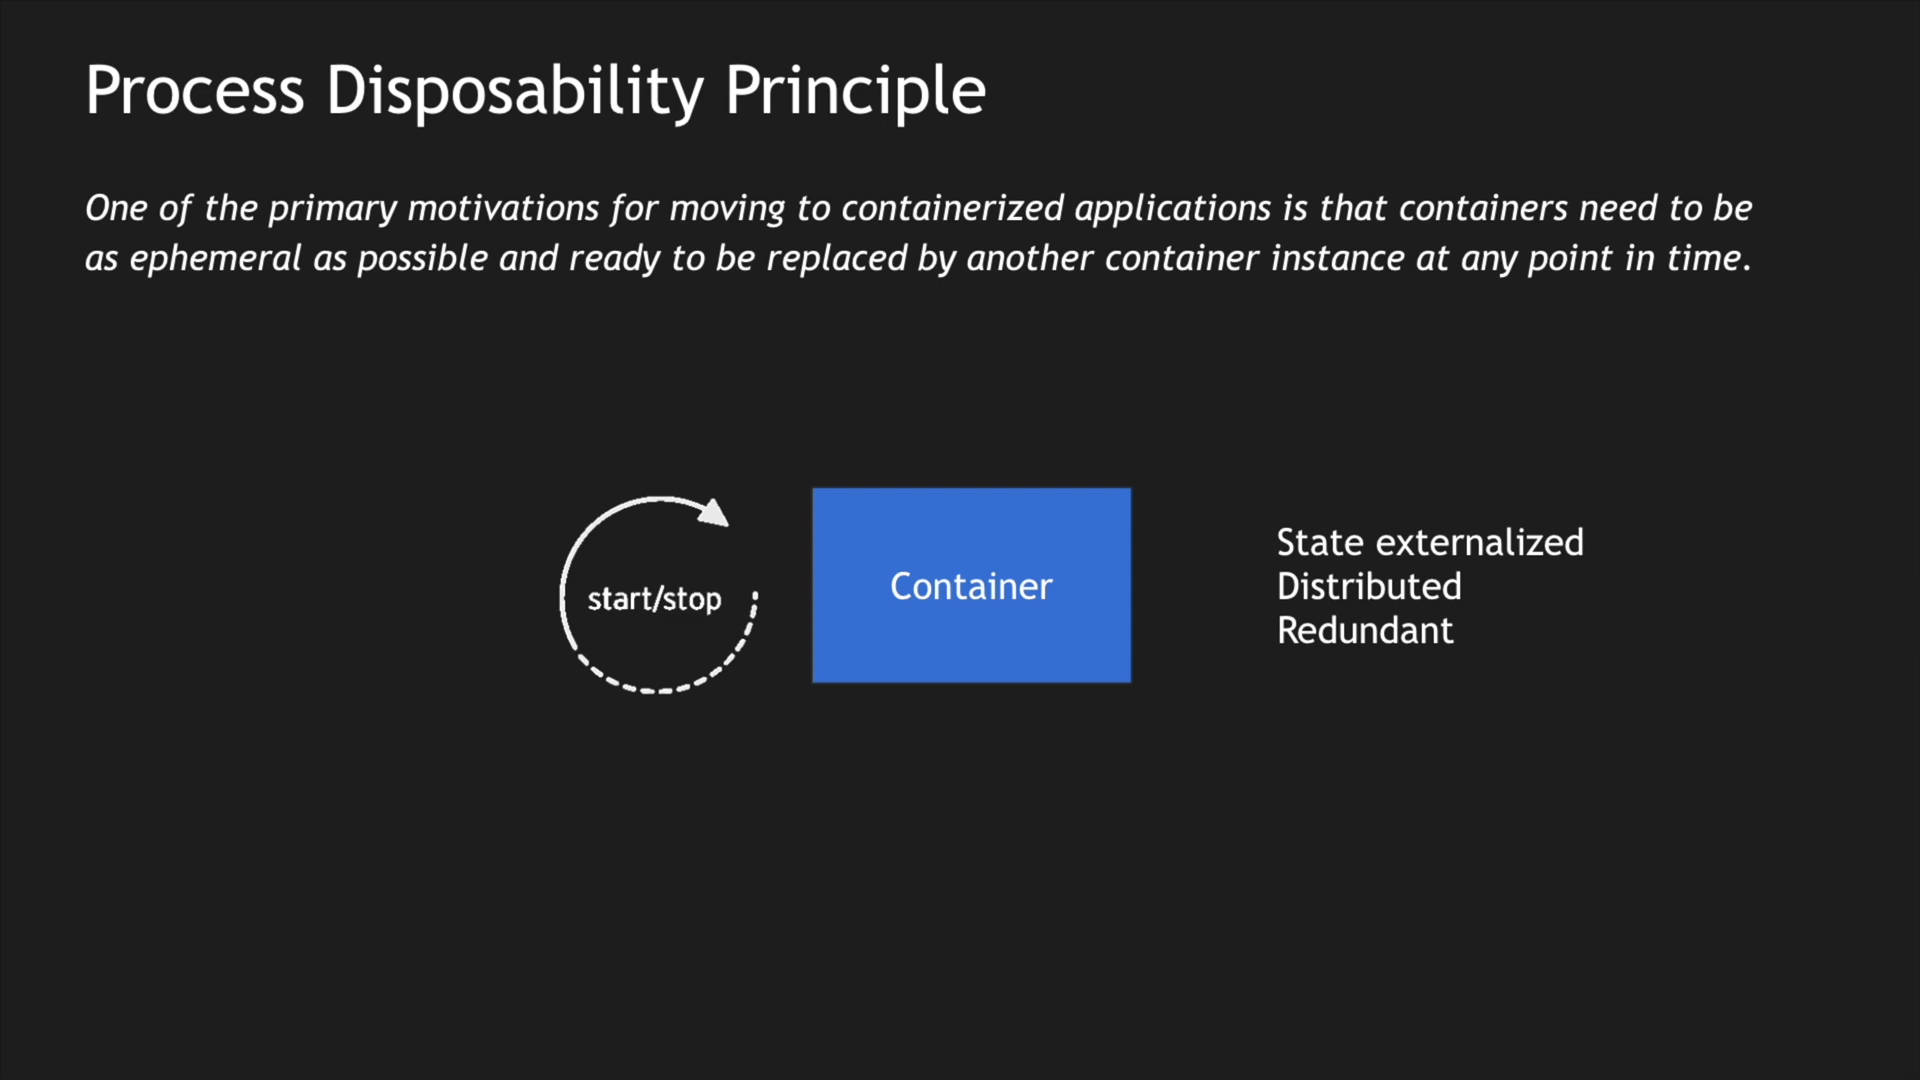 Process Disposability Principle
One of the primary motivations for moving to containerized applications is that containers need to be
as ephemeral as possible and ready to be replaced by another container instance at any point in time.
start/stop
Container
State externalized
Distributed
Redundant